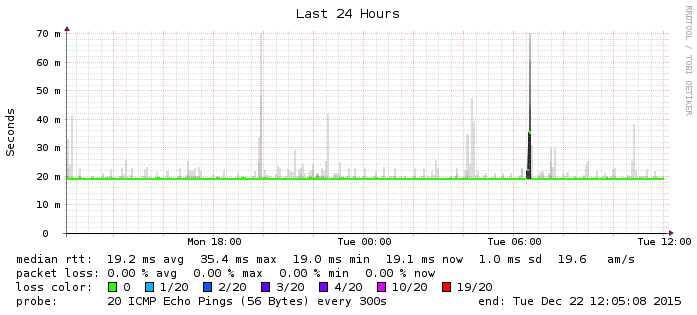 Last 24 Hours
RRDTOOL / TOBI OETIKER
Seconds
70 m
60 m
50 m
40 m
30 m
20 m
10 m
0
Mon 18:00 Tue 00:00 Tue 06:00 Tue 12:00
median rtt: 19.2 ms avg 35.4 ms max 19.0 ms min 19.1 ms now 1.0 ms sd 19.6 am/s
packet loss: 0.00 % avg 0.00 % max 0.00 % min 0.00 % now
loss color: 0 1/20 2/20 3/20 4/20 10/20 19/20
probe: 20 ICMP Echo Pings (56 Bytes) every 300s end: Tue Dec 22 12:05:08 2015